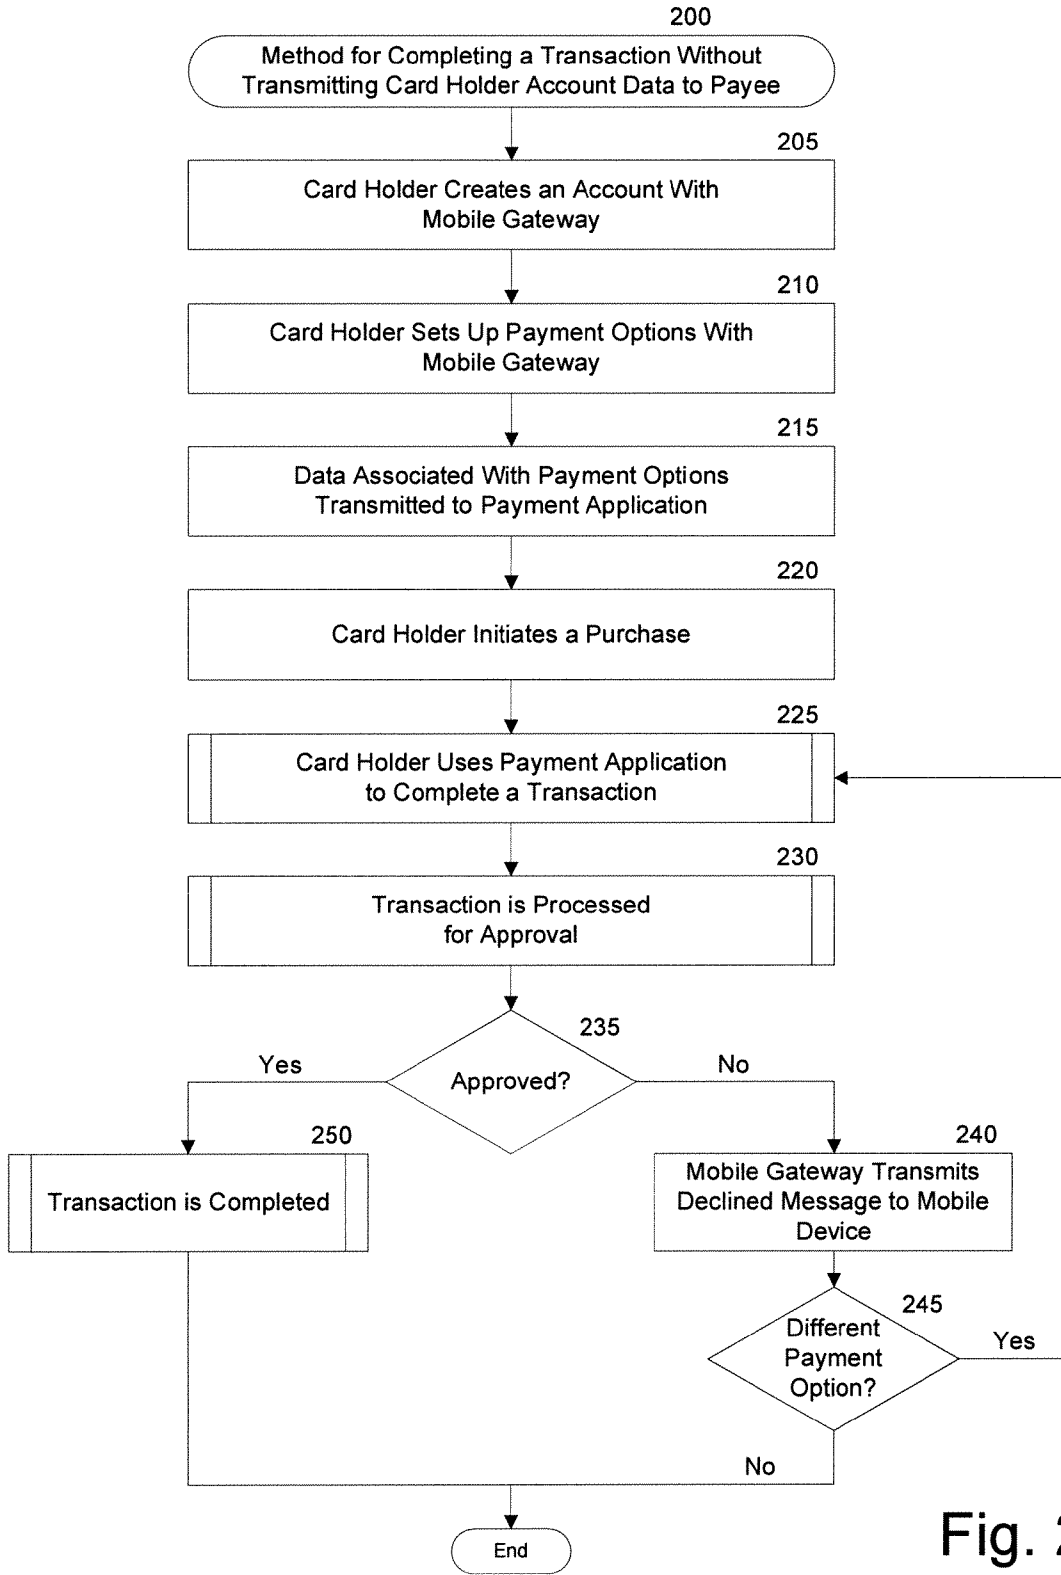 200
Method for Completing a Transaction Without
Transmitting Card Holder Account Data to Payee
205
Card Holder Creates an Account With
Mobile Gateway
210
Card Holder Sets Up Payment Options With
Mobile Gateway
215
Data Associated With Payment Options
Transmitted to Payment Application
220
Card Holder Initiates a Purchase
225
Card Holder Uses Payment Application
to Complete a Transaction
230
Transaction is Processed
for Approval
235
Approved?
Yes
No
250
Transaction is Completed
240
Mobile Gateway Transmits
Declined Message to Mobile
Device
245
Different
Payment
Option?
Yes
No
End
Fig. 2